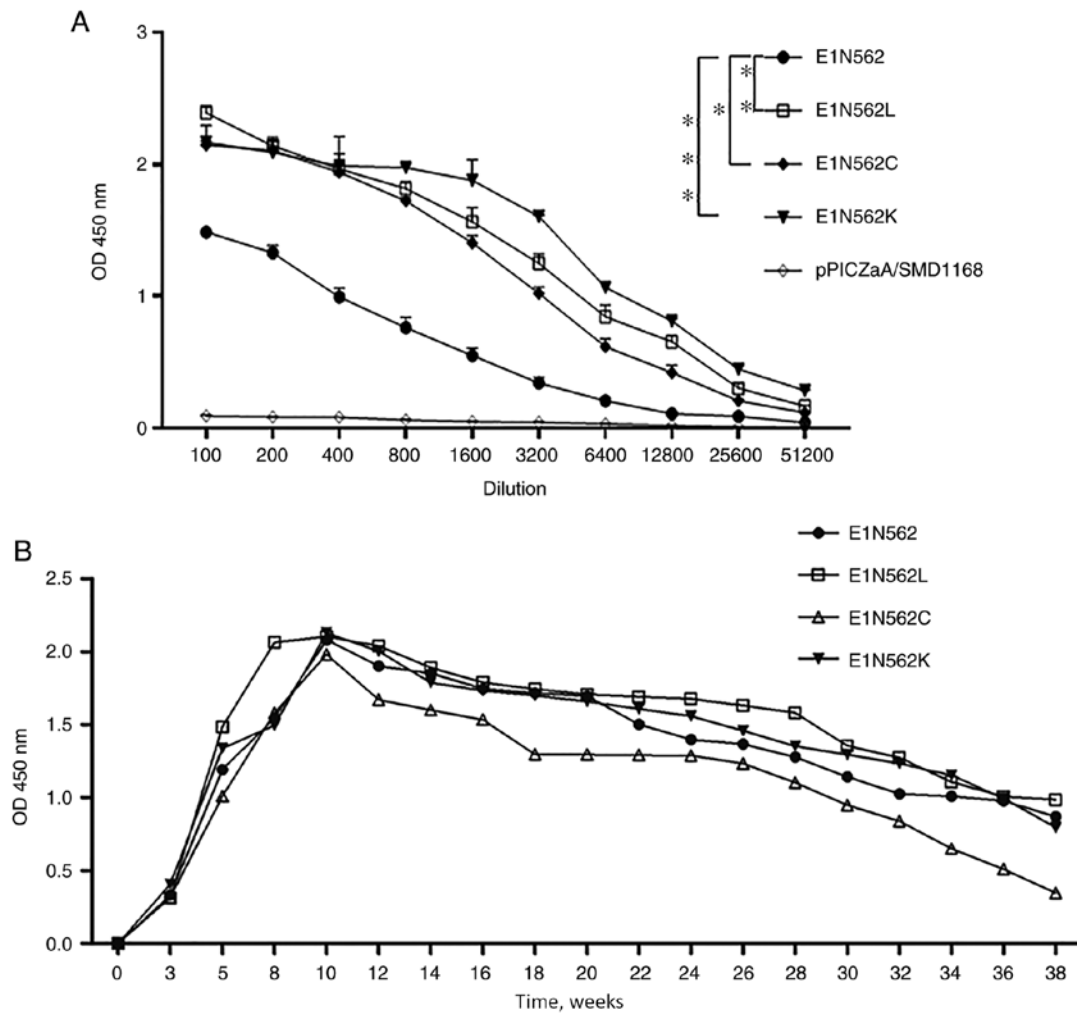 A
3
2
1
0
OD 450 nm
100 200 400 800 1600 3200 6400 12800 25600 51200
Dilution
E1N562
E1N562L
E1N562C
E1N562K
pPICZaA/SMD1168
* *
*
* * *
B
2.5
2.0
1.5
1.0
0.5
0.0
OD 450 nm
0 3 5 8 10 12 14 16 18 20 22 24 26 28 30 32 34 36 38
Time, weeks
E1N562
E1N562L
E1N562C
E1N562K